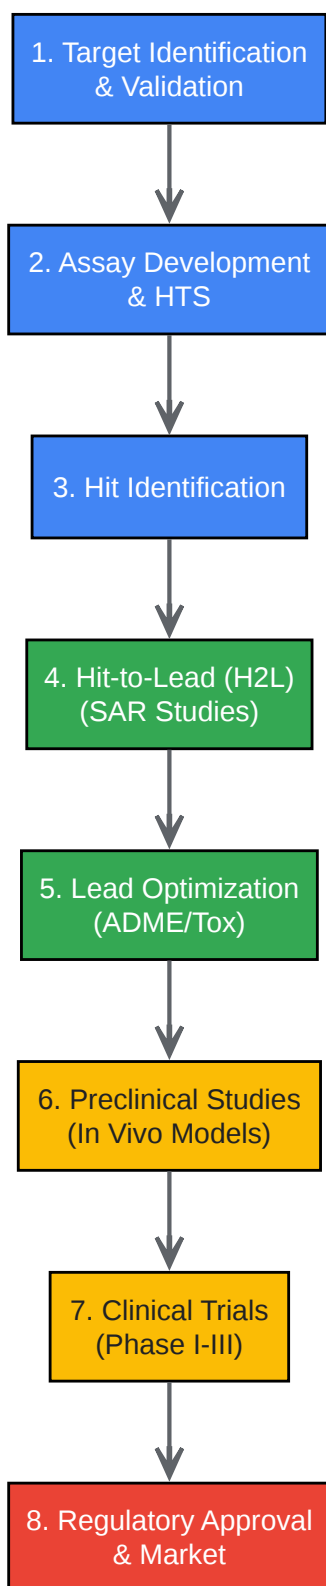 1. Target Identification
& Validation
2. Assay Development
& HTS
3. Hit Identification
4. Hit-to-Lead (H2L)
(SAR Studies)
5. Lead Optimization
(ADME/Tox)
6. Preclinical Studies
(In Vivo Models)
7. Clinical Trials
(Phase I-III)
8. Regulatory Approval
& Market